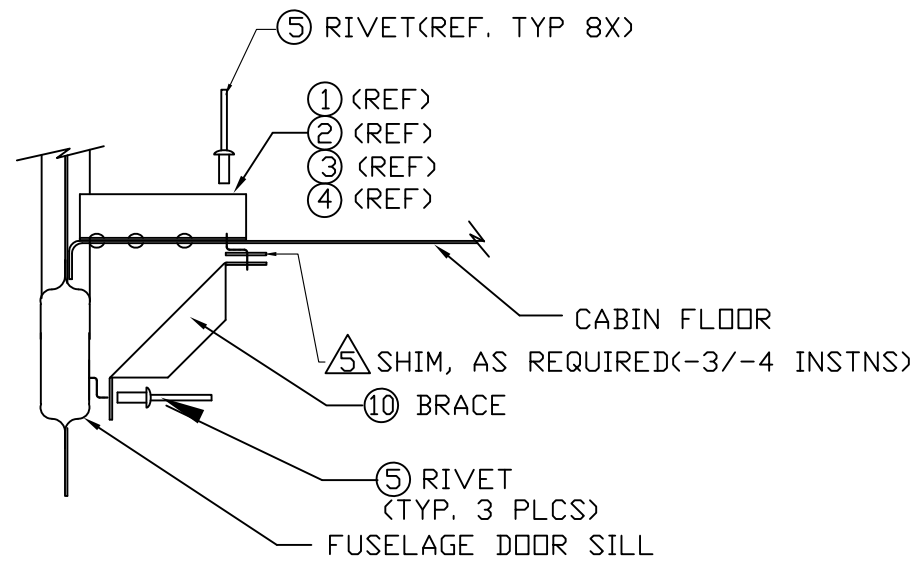 5 RIVET(REF. TYP 8X)
1 (REF)
2 (REF)
3 (REF)
4 (REF)
CABIN FLOOR
5 SHIM, AS REQUIRED(-3/-4 INSTNS)
10 BRACE
5 RIVET
(TYP. 3 PLCS)
FUSELAGE DOOR SILL